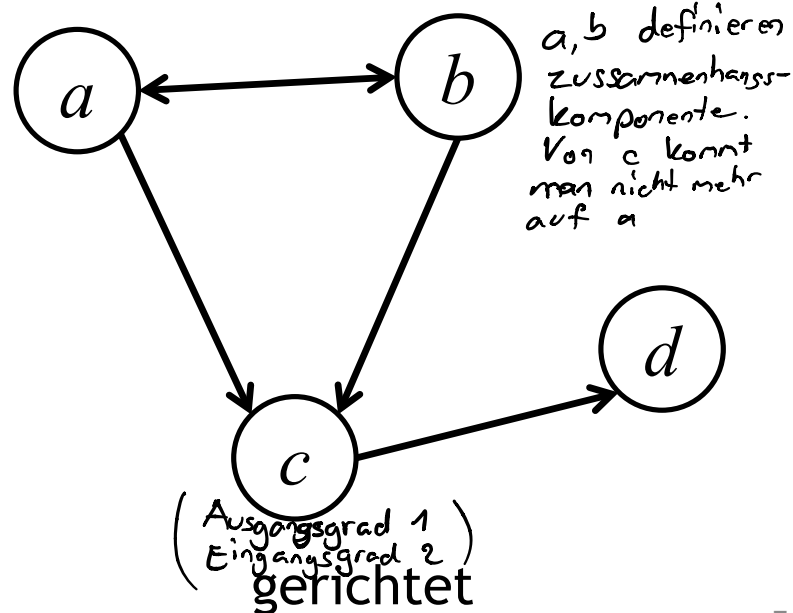 a
b
a,b definieren
zussammenhangs-
komponente.
Von c kommt
man nicht mehr
auf a
d
c
(Ausgangsgrad 1
Eingangsgrad 2)
gerichtet